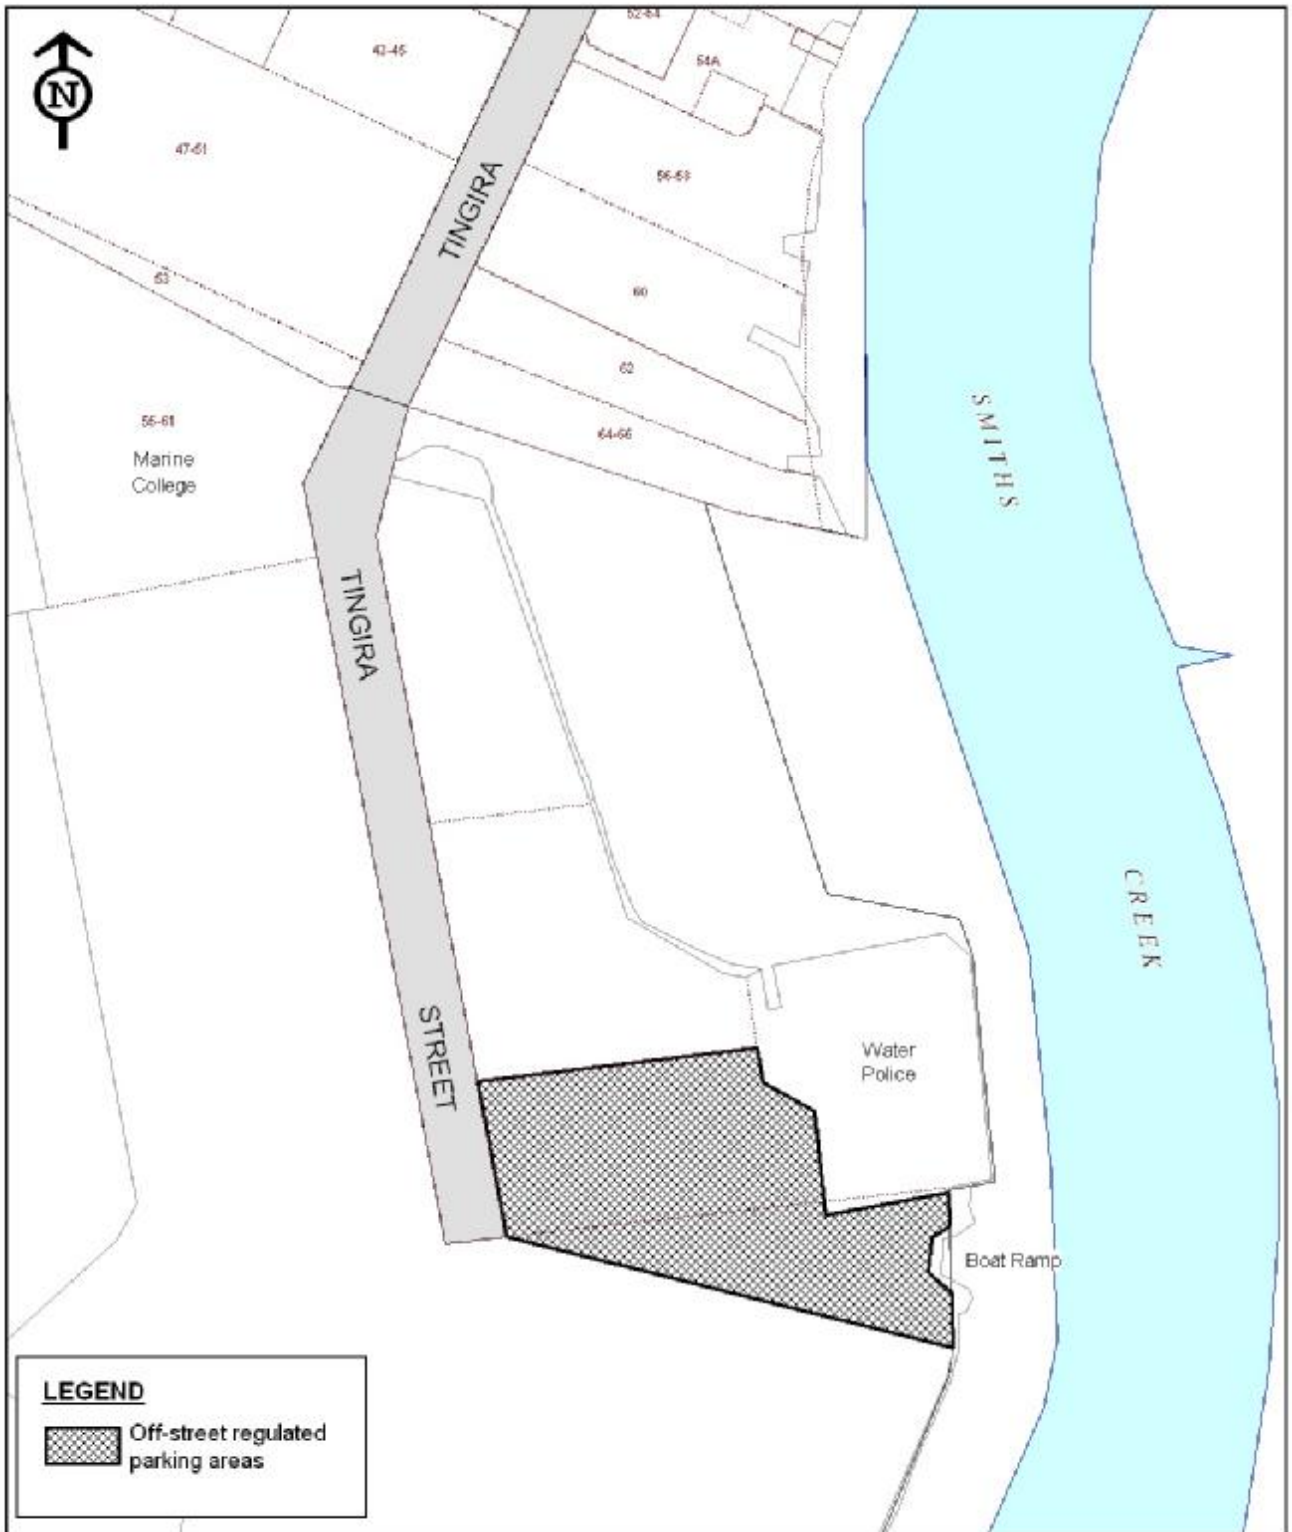 52-54
42-45
54A
N
47-51
56-58
TINGIRA
53
60
62
55-61
64-66
Marine
College
SMITHS
TINGIRA
CREEK
STREET
Water
Police
Boat Ramp
LEGEND
Off-street regulated
parking areas